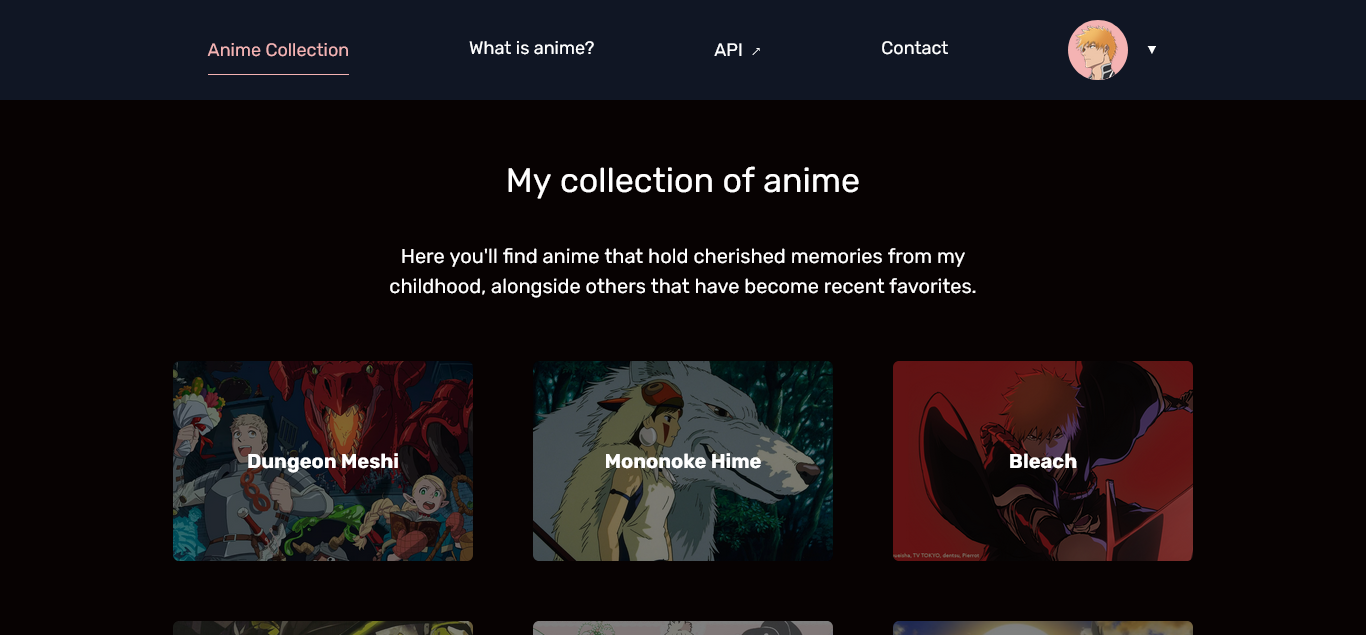 Anime Collection
What is anime?
API ↗
Contact
▼
My collection of anime
Here you'll find anime that hold cherished memories from my
childhood, alongside others that have become recent favorites.
Dungeon Meshi
Mononoke Hime
Bleach
TV TOKYO, dentsu, Pierrot